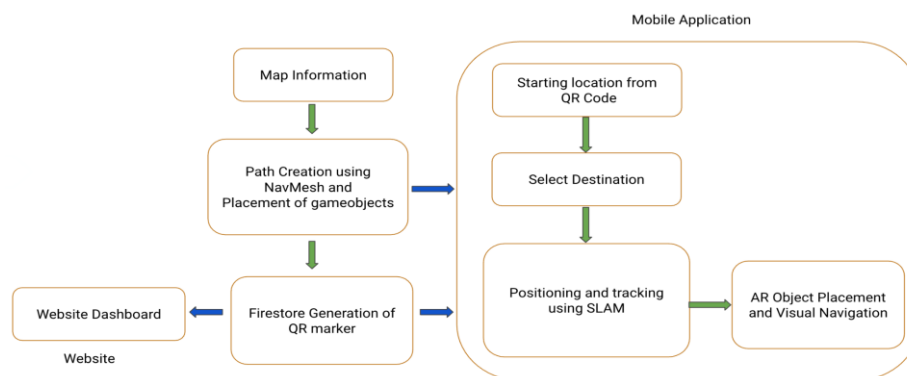 Mobile Application
Map Information
Starting location from
QR Code
Path Creation using
NavMesh and
Placement of gameobjects
Select Destination
Website Dashboard
Firestore Generation of
QR marker
Positioning and tracking
using SLAM
AR Object Placement
and Visual Navigation
Website